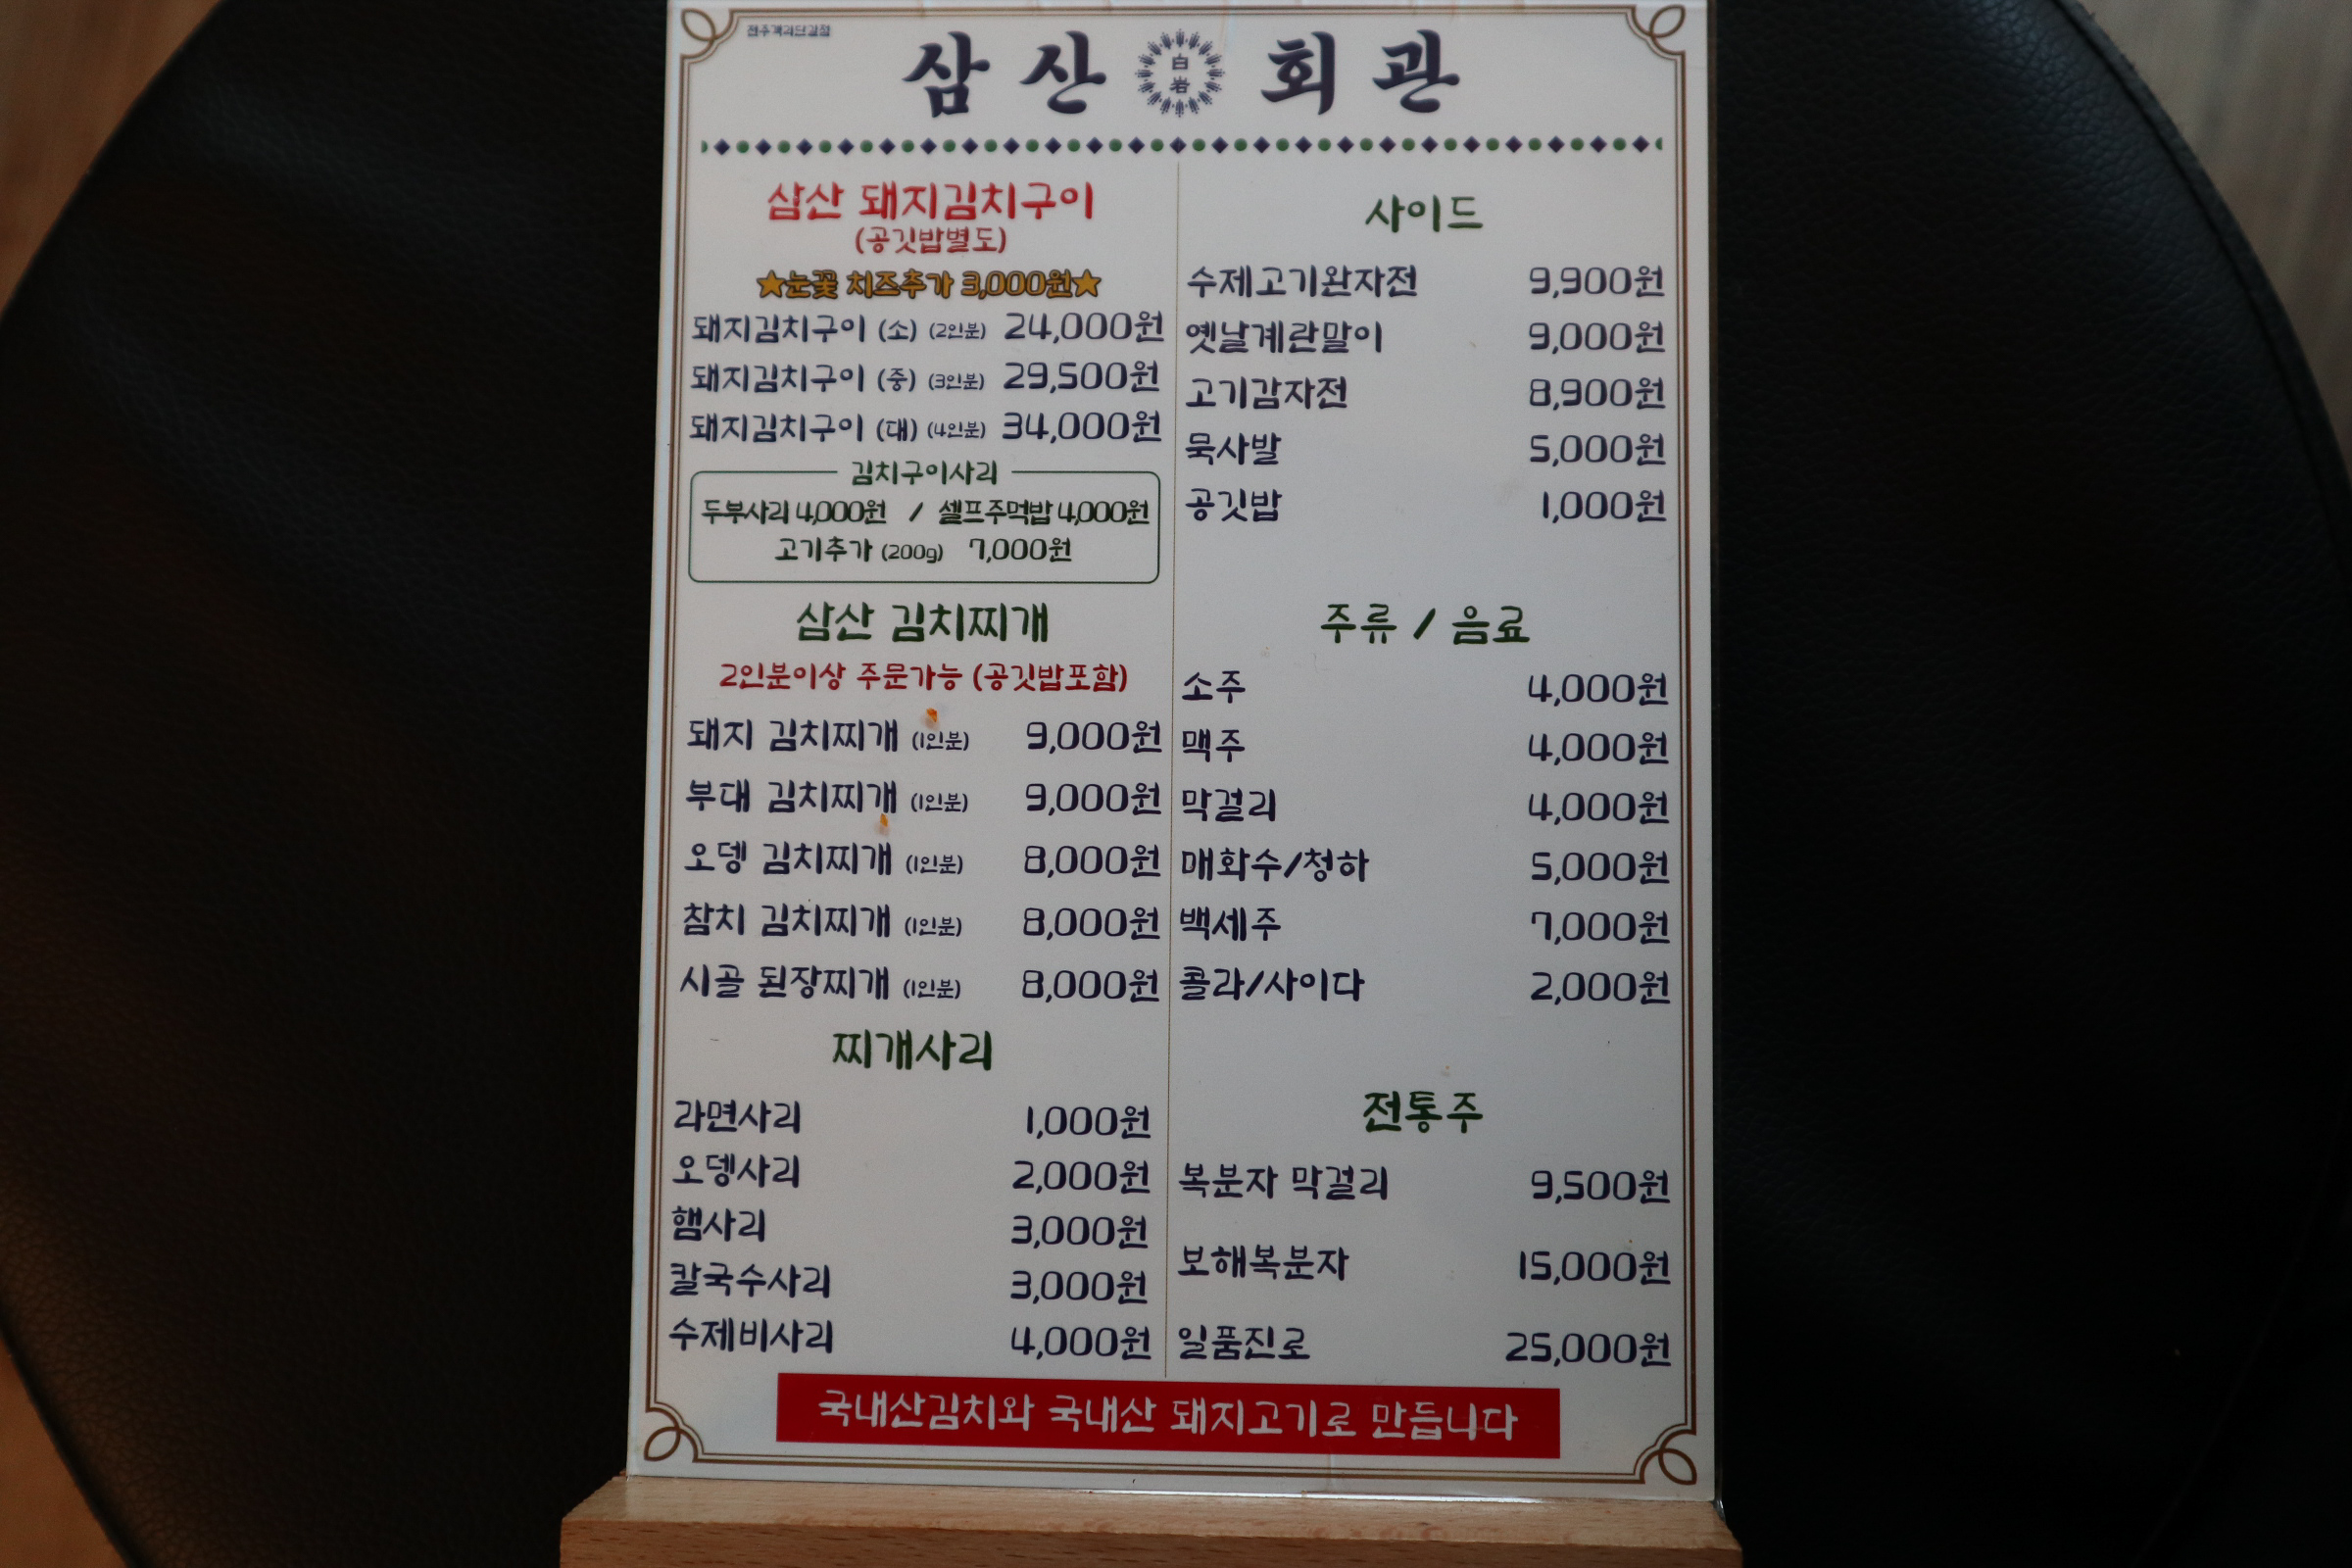 전주객리단길점
삼산 白岩 회관
삼산 돼지김치구이
(공깃밥별도)
★눈꽃 치즈추가 3,000원★
돼지김치구이 (소) (2인분) 24,000원
돼지김치구이 (중) (3인분) 29,500원
돼지김치구이 (대) (4인분) 34,000원
김치구이사리
두부사리 4,000원 / 셀프주먹밥 4,000원
고기추가 (200g) 7,000원
삼산 김치찌개
2인분이상 주문가능 (공깃밥포함)
돼지 김치찌개 (1인분) 9,000원
부대 김치찌개 (1인분) 9,000원
오뎅 김치찌개 (1인분) 8,000원
참치 김치찌개 (1인분) 8,000원
시골 된장찌개 (1인분) 8,000원
찌개사리
라면사리 1,000원
오뎅사리 2,000원
햄사리 3,000원
칼국수사리 3,000원
수제비사리 4,000원
사이드
수제고기완자전 9,900원
옛날계란말이 9,000원
고기감자전 8,900원
묵사발 5,000원
공깃밥 1,000원
주류 / 음료
소주 4,000원
맥주 4,000원
막걸리 4,000원
매화수/청하 5,000원
백세주 7,000원
콜라/사이다 2,000원
전통주
복분자 막걸리 9,500원
보해복분자 15,000원
일품진로 25,000원
국내산김치와 국내산 돼지고기로 만듭니다